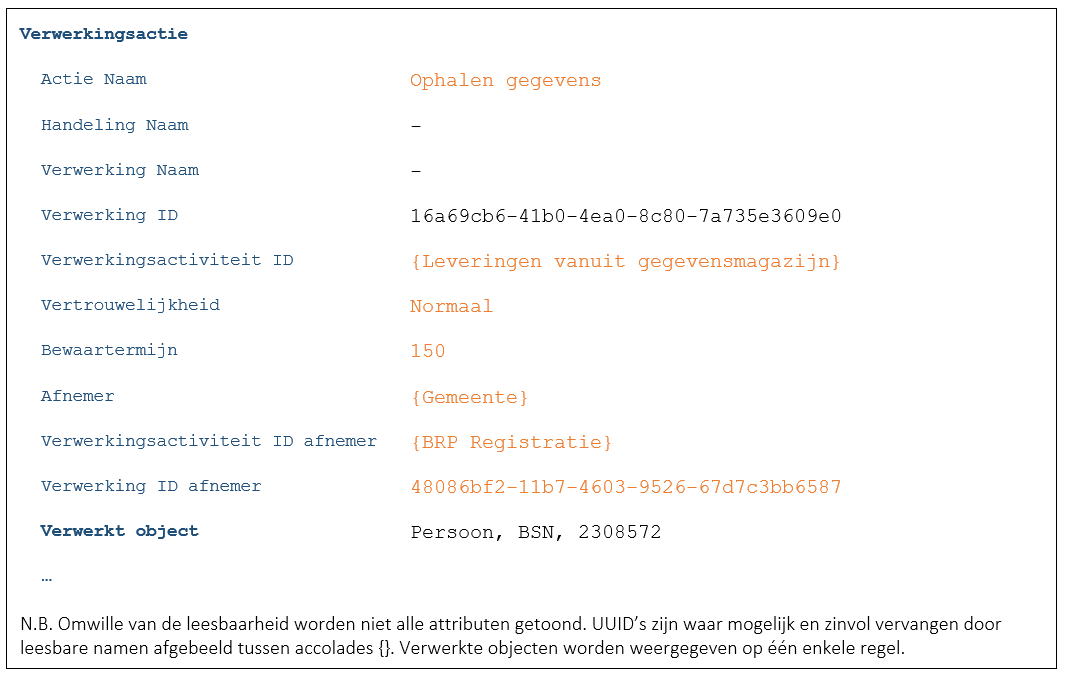 Verwerkingsactie
Actie Naam Ophalen gegevens
Handeling Naam –
Verwerking Naam –
Verwerking ID 16a69cb6-41b0-4ea0-8c80-7a735e3609e0
Verwerkingsactiviteit ID {Leveringen vanuit gegevensmagazijn}
Vertrouwelijkheid Normaal
Bewaartermijn 150
Afnemer {Gemeente}
Verwerkingsactiviteit ID afnemer {BRP Registratie}
Verwerking ID afnemer 48086bf2-11b7-4603-9526-67d7c3bb6587
Verwerkt object Persoon, BSN, 2308572
…
N.B. Omwille van de leesbaarheid worden niet alle attributen getoond. UUID’s zijn waar mogelijk en zinvol vervangen door
leesbare namen afgebeeld tussen accolades {}. Verwerkte objecten worden weergegeven op één enkele regel.